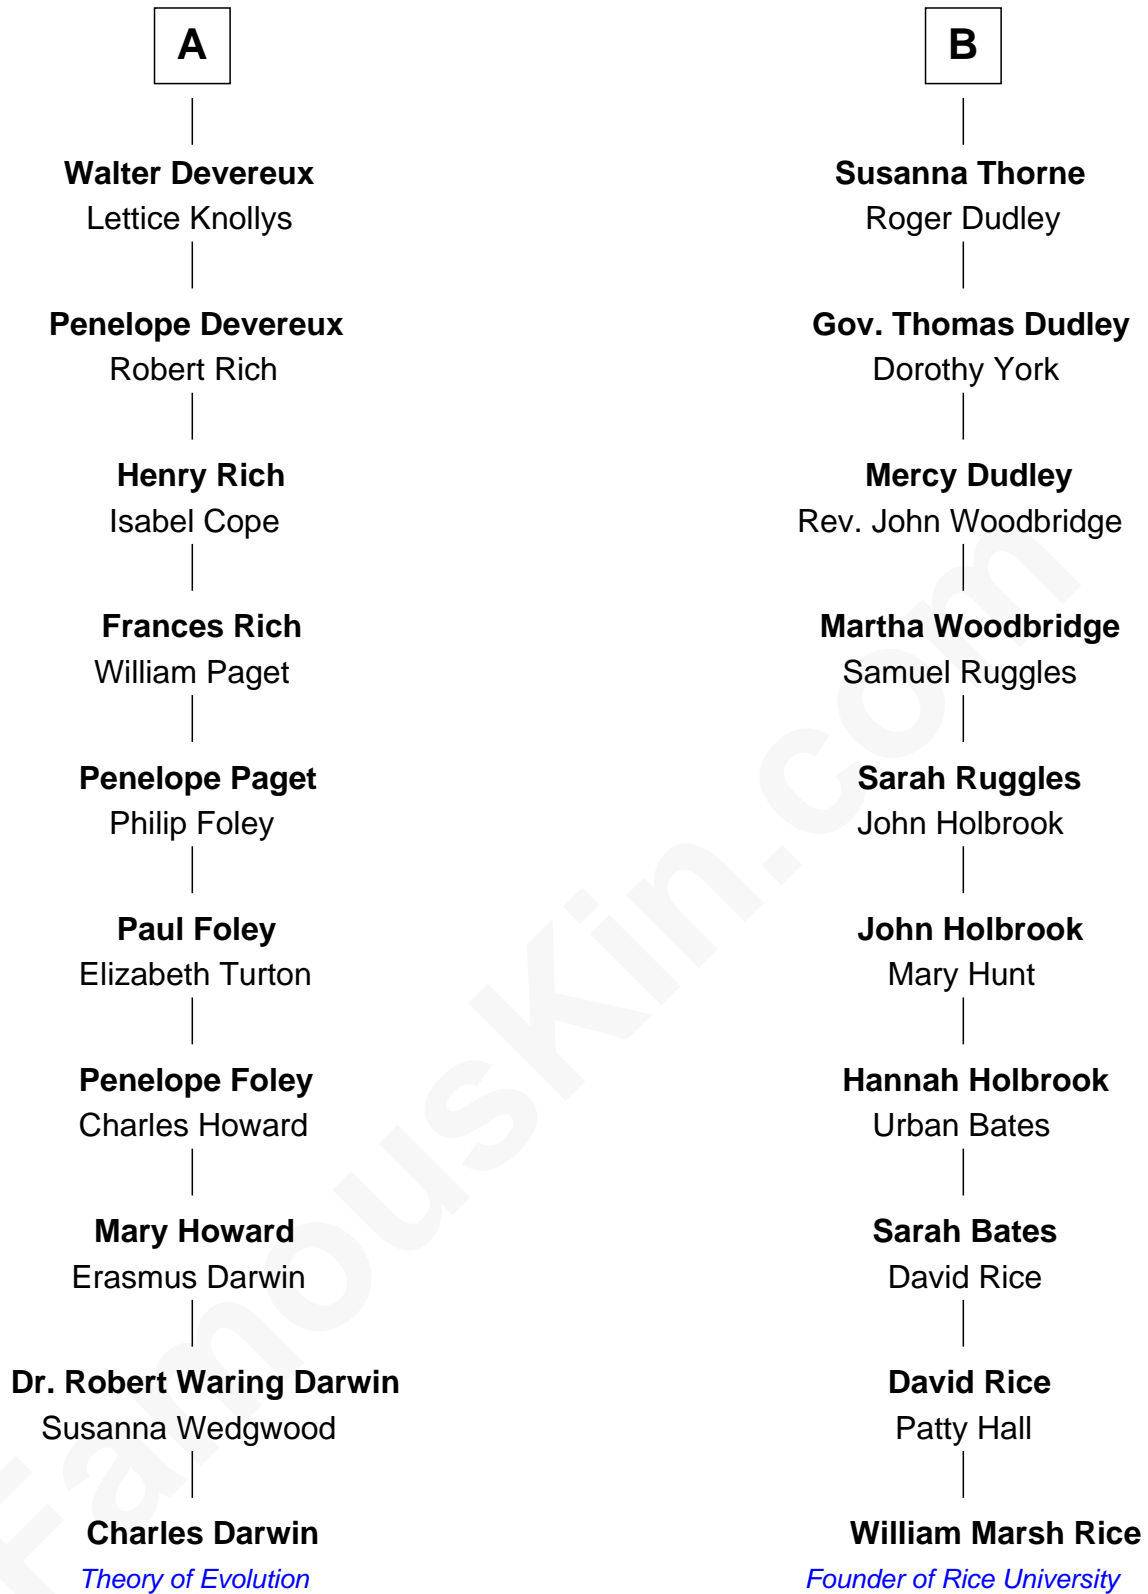 A
Walter Devereux
Lettice Knollys
Penelope Devereux
Robert Rich
Henry Rich
Isabel Cope
Frances Rich
William Paget
Penelope Paget
Philip Foley
Paul Foley
Elizabeth Turton
Penelope Foley
Charles Howard
Mary Howard
Erasmus Darwin
Dr. Robert Waring Darwin
Susanna Wedgwood
Charles Darwin
Theory of Evolution
B
Susanna Thorne
Roger Dudley
Gov. Thomas Dudley
Dorothy York
Mercy Dudley
Rev. John Woodbridge
Martha Woodbridge
Samuel Ruggles
Sarah Ruggles
John Holbrook
John Holbrook
Mary Hunt
Hannah Holbrook
Urban Bates
Sarah Bates
David Rice
David Rice
Patty Hall
William Marsh Rice
Founder of Rice University
FamousKin.com